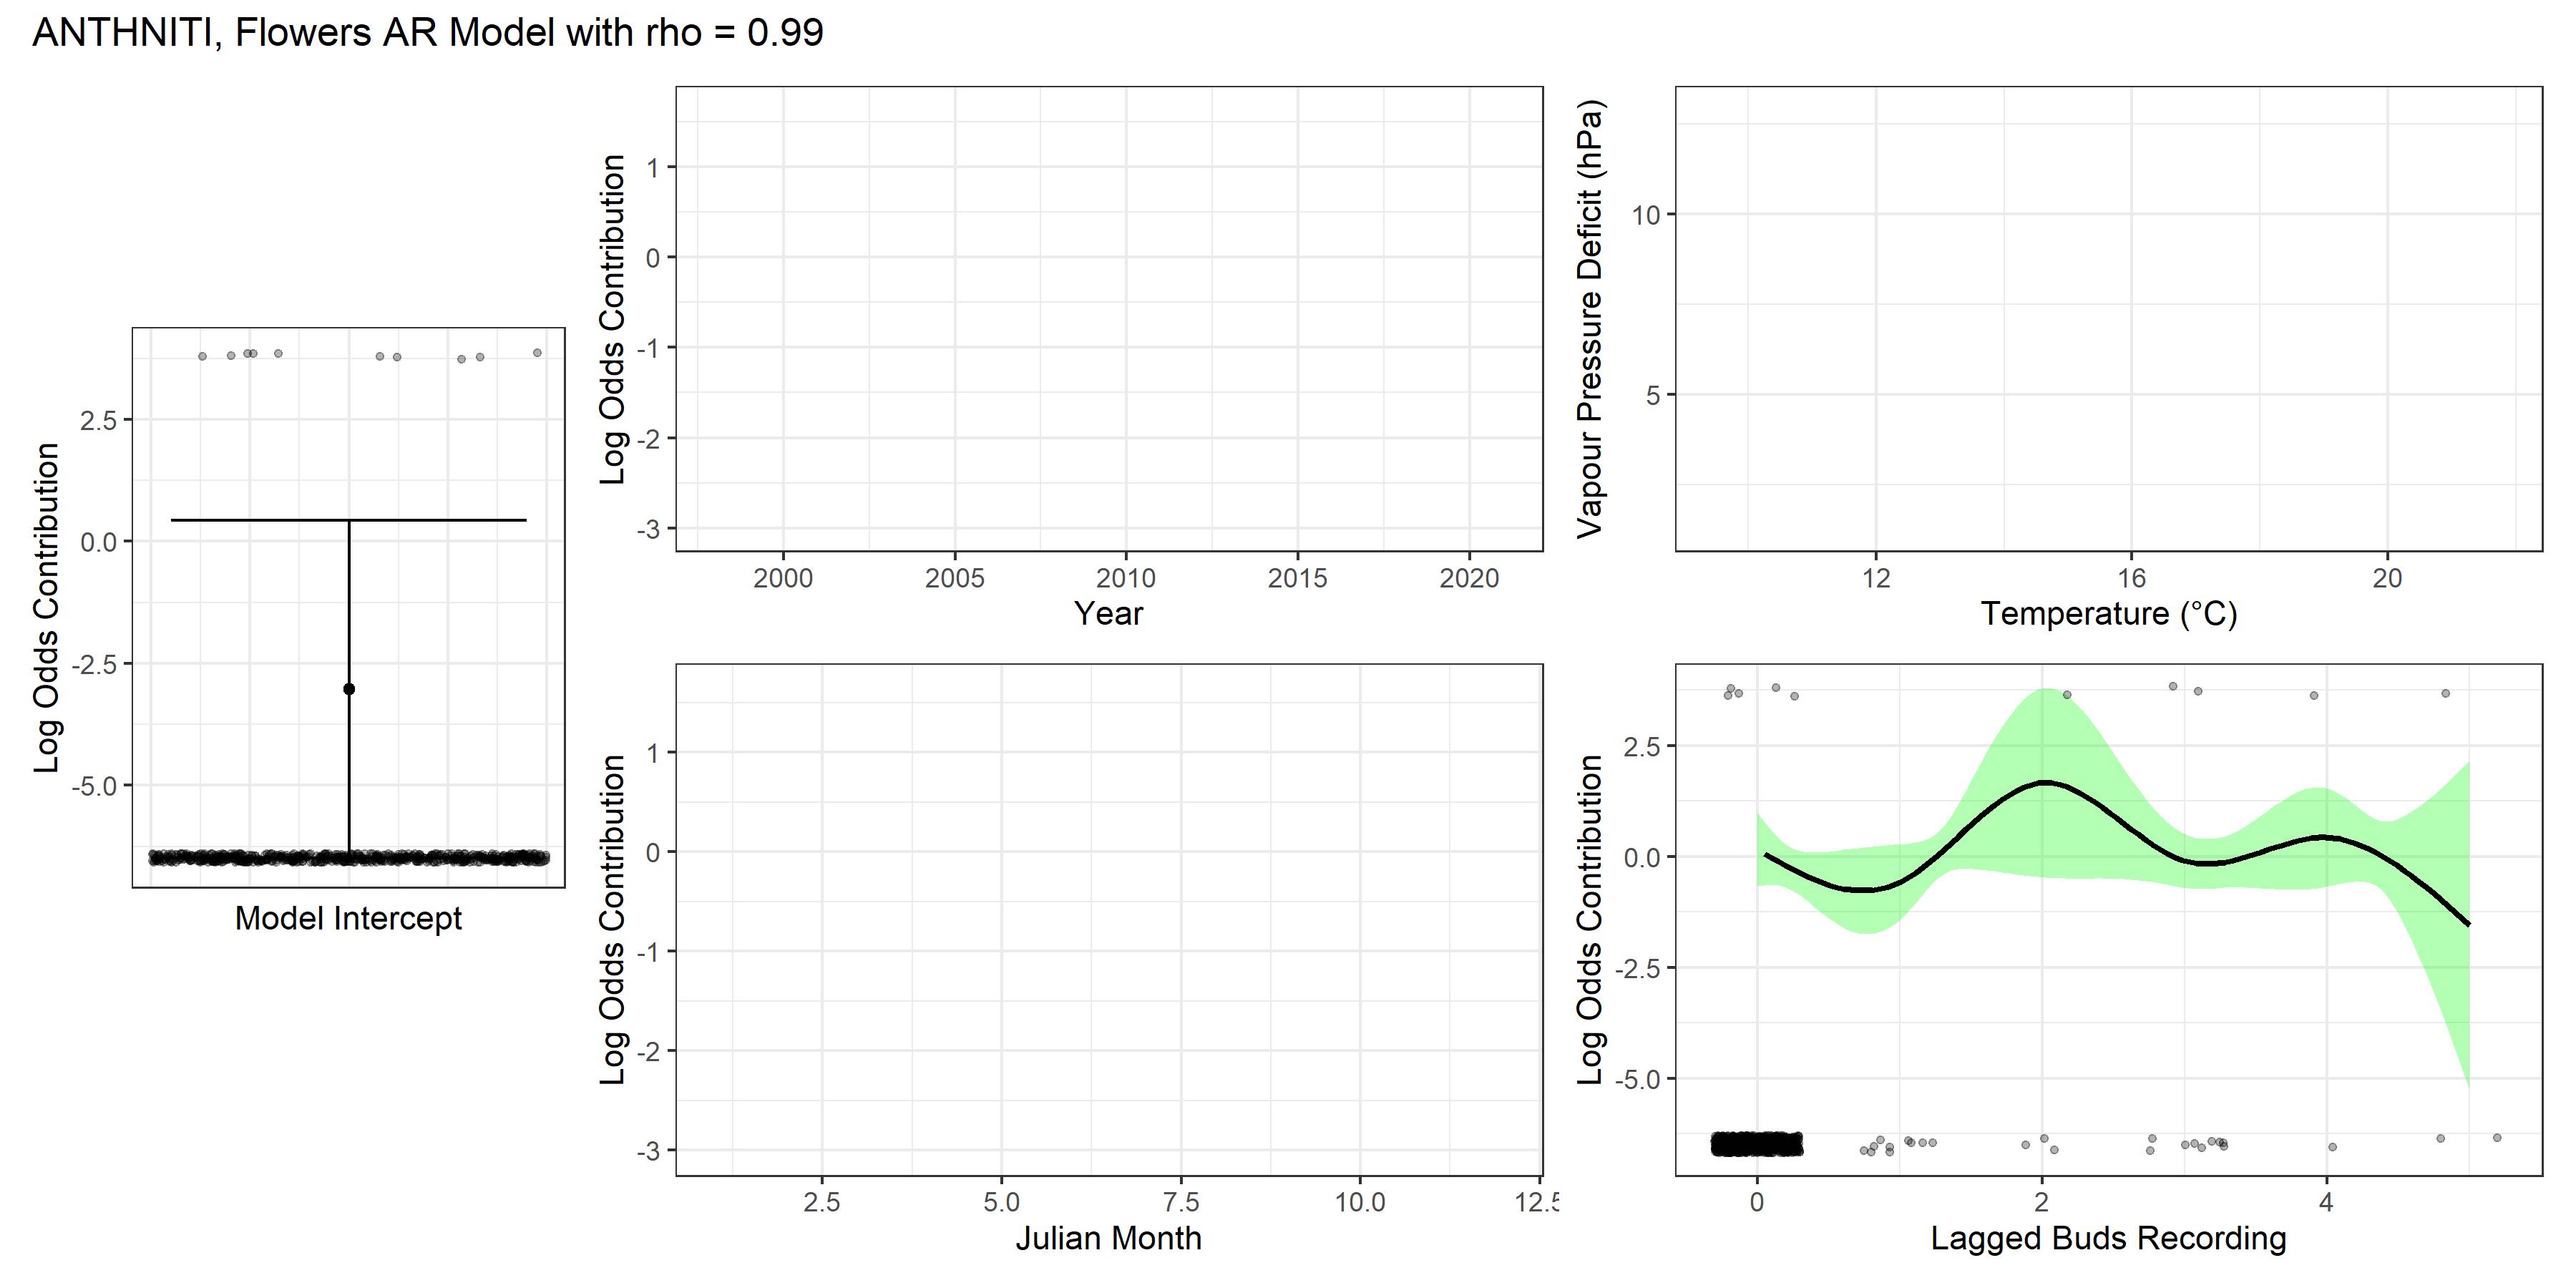 ANTHNITI, Flowers AR Model with rho = 0.99
Log Odds Contribution
2.5
0.0
-2.5
-5.0
Model Intercept
Log Odds Contribution
1
0
-1
-2
-3
2000 2005 2010 2015 2020
Year
Vapour Pressure Deficit (hPa)
10
5
12 16 20
Temperature (°C)
Log Odds Contribution
1
0
-1
-2
-3
2.5 5.0 7.5 10.0 12.5
Julian Month
Log Odds Contribution
2.5
0.0
-2.5
-5.0
0 2 4
Lagged Buds Recording